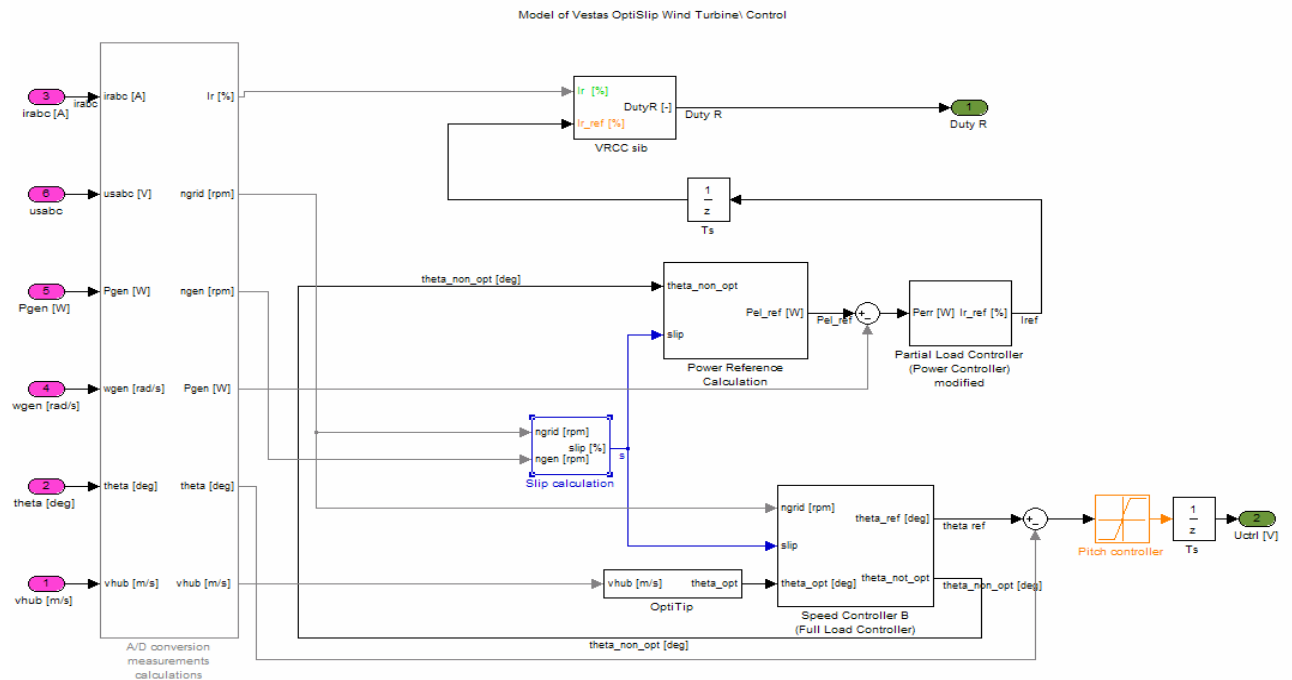 Model of Vestas OptiSlip Wind Turbine\ Control
3
irabc [A]
irabc
irabc [A]
Ir [%]
Ir [%]
Ir_ref [%]
DutyR [-]
VRCC sib
Duty R
1
Duty R
6
usabc
usabc [V]
ngrid [rpm]
1
z
Ts
theta_non_opt [deg]
5
Pgen [W]
Pgen [W]
ngen [rpm]
theta_non_opt
Pel_ref [W]
slip
Power Reference
Calculation
Pel_ref
+
-
Perr [W]
Ir_ref [%]
Iref
Partial Load Controller
(Power Controller)
modified
4
wgen [rad/s]
wgen [rad/s]
Pgen [W]
ngrid [rpm]
slip [%]
ngen [rpm]
s
Slip calculation
2
theta [deg]
theta [deg]
theta [deg]
ngrid [rpm]
theta_ref [deg]
slip
theta_opt [deg]
theta_not_opt
Speed Controller B
(Full Load Controller)
theta ref
+
-
Pitch controller
1
z
Ts
2
Uctrl [V]
1
vhub [m/s]
vhub [m/s]
vhub [m/s]
vhub [m/s]
theta_opt
OptiTip
theta_non_opt [deg]
theta_non_opt [deg]
A/D conversion
measurements
calculations